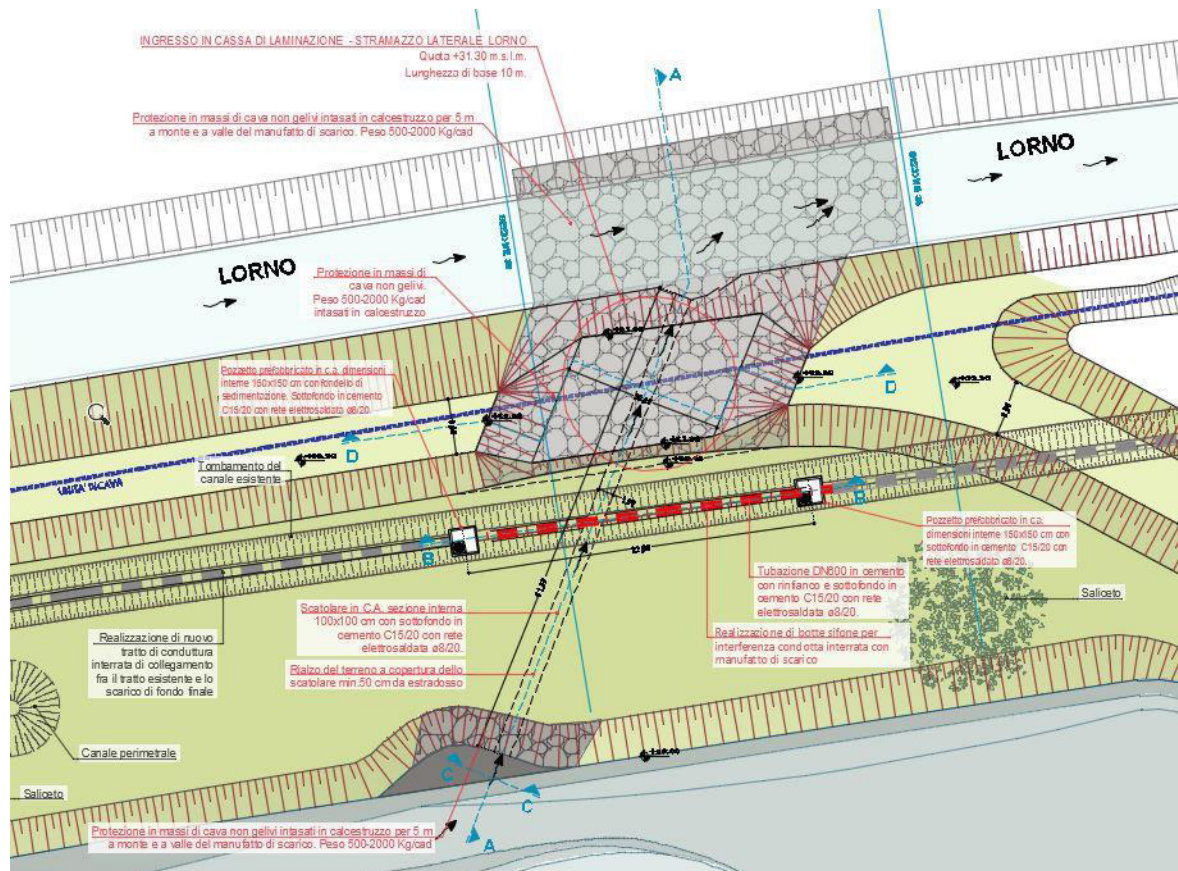 INGRESSO IN CASSA DI LAMINAZIONE - STRAMAZZO LATERALE LORNO
Quota +31.30 m.s.l.m.
Lunghezza di base 10 m.
A
Protezione in massi di cava non gelivi intasati in calcestruzzo per 5 m
a monte e a valle del manufatto di scarico. Peso 500-2000 Kg/cad
LORNO
LORNO
Protezione in massi di
cava non gelivi.
Peso 500-2000 Kg/cad
intasati in calcestruzzo
Pozzetto prefabbricato in c.a. dimensioni
interne 150x150 cm con fondello di
sedimentazione. Sottofondo in cemento
C15/20 con rete elettrosaldata ø8/20.
D
D
Tombamento del
canale esistente
LIMITE DI CAVA
B
B
Pozzetto prefabbricato in c.a.
dimensioni interne 150x150 cm con
sottofondo in cemento C15/20 con
rete elettrosaldata ø8/20.
Tubazione DN600 in cemento
con rinfianco e sottofondo in
cemento C15/20 con rete
elettrosaldata ø8/20.
Saliceto
Scatolare in C.A. sezione interna
100x100 cm con sottofondo in
cemento C15/20 con rete
elettrosaldata ø8/20.
Realizzazione di botte sifone per
interferenza condotta interrata con
manufatto di scarico
Realizzazione di nuovo
tratto di conduttura
interrata di collegamento
fra il tratto esistente e lo
scarico di fondo finale
Rialzo del terreno a copertura dello
scatolare min.50 cm da estradosso
Canale perimetrale
Saliceto
C
C
Protezione in massi di cava non gelivi intasati in calcestruzzo per 5 m
a monte e a valle del manufatto di scarico. Peso 500-2000 Kg/cad
A